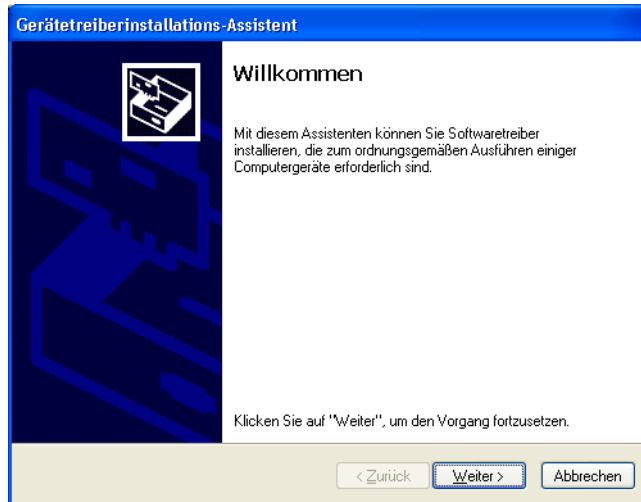 Gerätetreiberinstallations-Assistent
Willkommen
Mit diesem Assistenten können Sie Softwaretreiber
installieren, die zum ordnungsgemäßen Ausführen einiger
Computergeräte erforderlich sind.
Klicken Sie auf "Weiter", um den Vorgang fortzusetzen.
< Zurück Weiter > Abbrechen